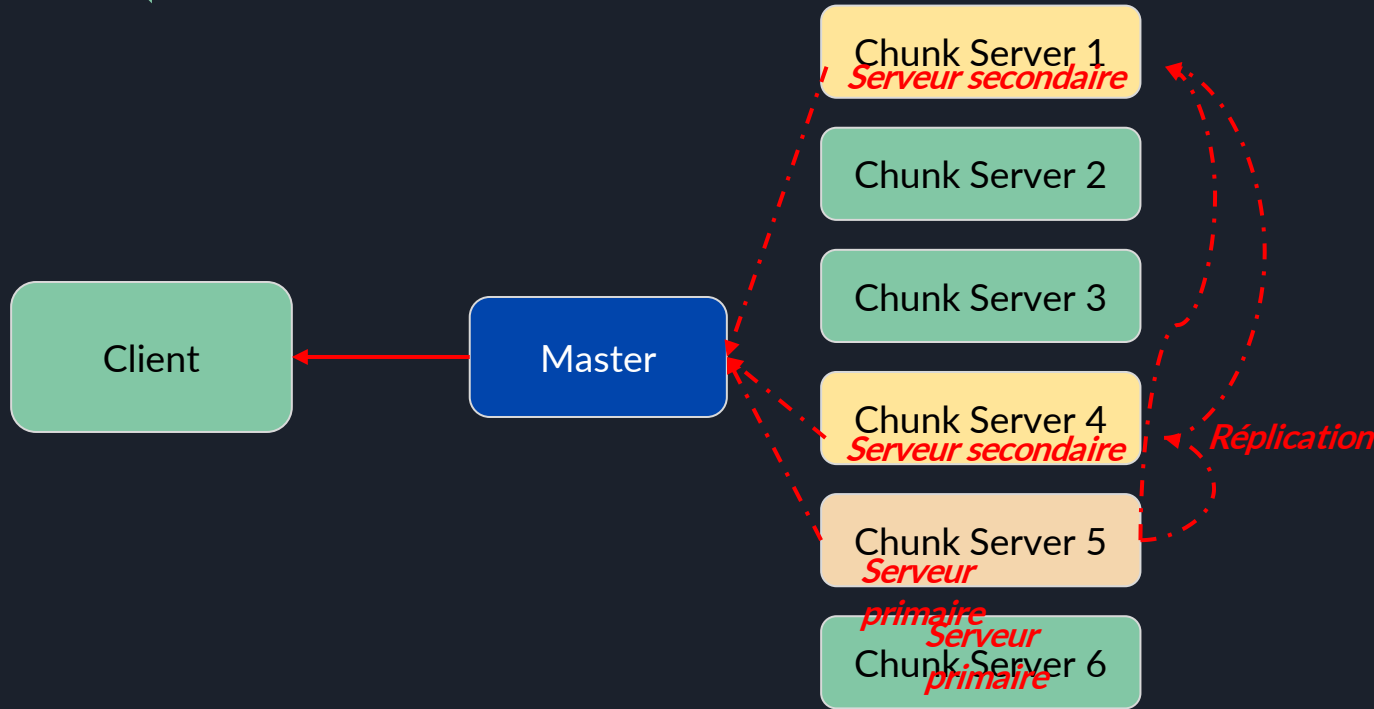 Chunk Server 1
Serveur secondaire
Chunk Server 2
Chunk Server 3
Client
Master
Chunk Server 4
Serveur secondaire
Réplication
Chunk Server 5
Serveur
primaire
Serveur
Chunk Server 6
primaire